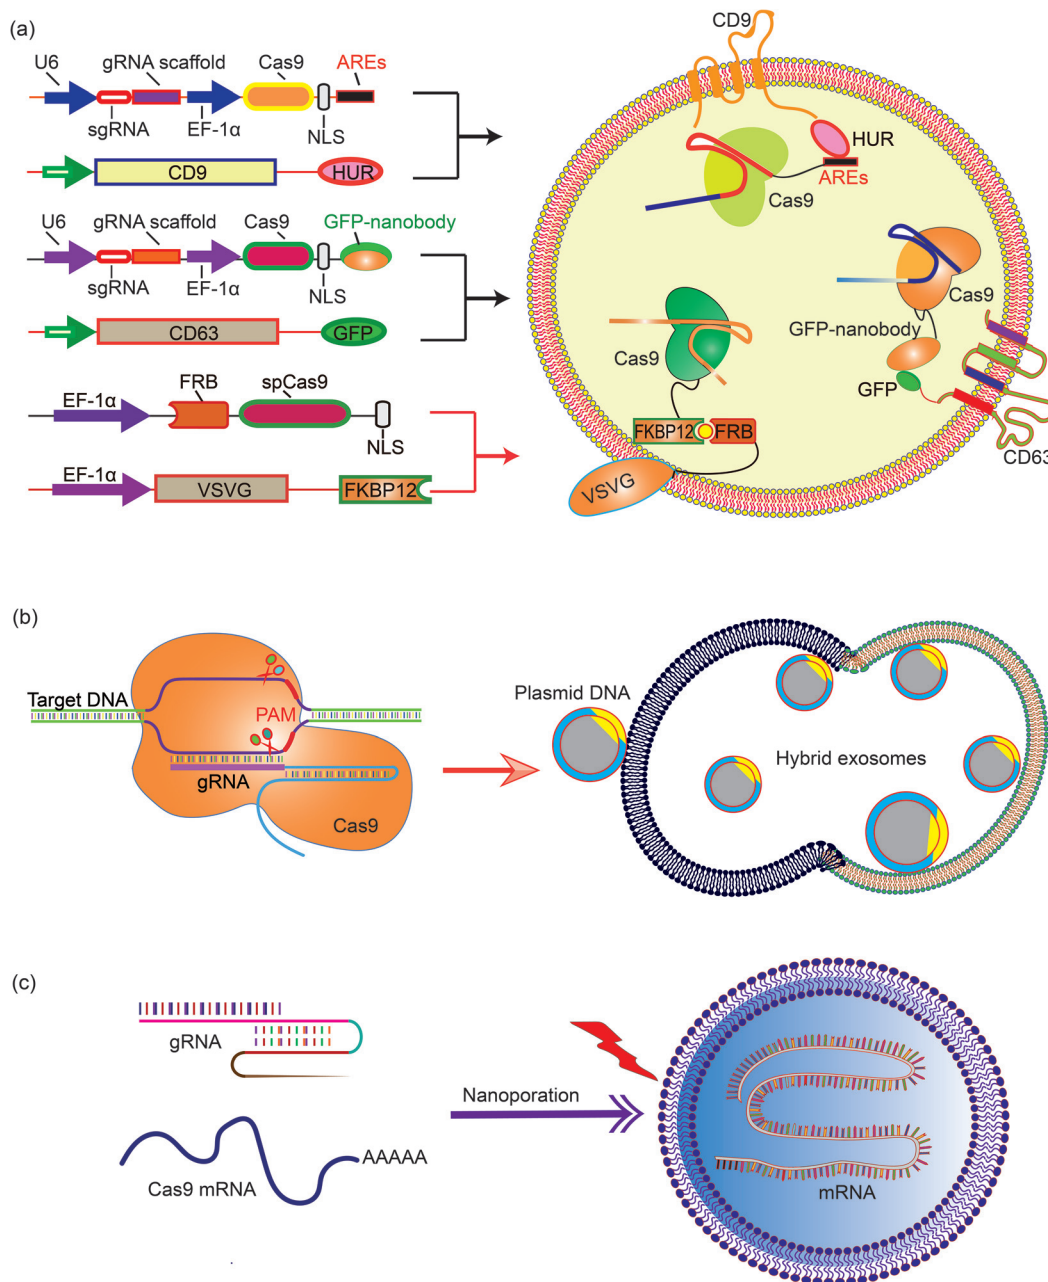 (a)
U6
gRNA scaffold
Cas9
AREs
sgRNA
EF-1α
NLS
CD9
HUR
U6
gRNA scaffold
Cas9
GFP-nanobody
sgRNA
EF-1α
NLS
CD63
GFP
EF-1α
FRB
spCas9
NLS
EF-1α
VSVG
FKBP12
CD9
HUR
AREs
Cas9
Cas9
GFP-nanobody
GFP
CD63
Cas9
FKBP12
FRB
VSVG
(b)
Target DNA
PAM
gRNA
Cas9
Plasmid DNA
Hybrid exosomes
(c)
gRNA
Cas9 mRNA
AAAAA
Nanoporation
mRNA